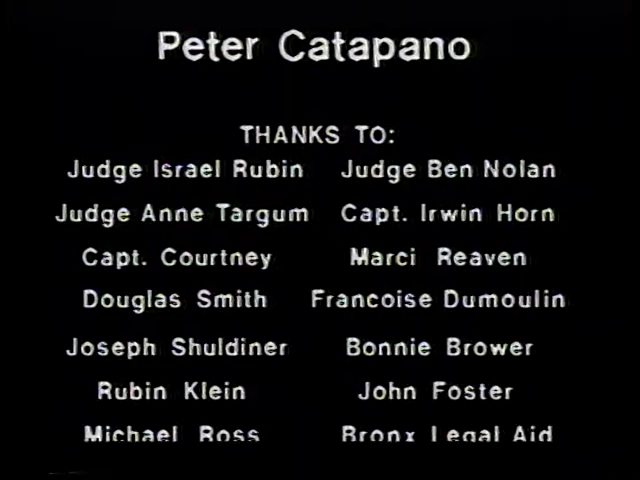 Peter Catapano
THANKS TO:
Judge Israel Rubin Judge Ben Nolan
Judge Anne Targum Capt. Irwin Horn
Capt. Courtney Marci Reaven
Douglas Smith Francoise Dumoulin
Joseph Shuldiner Bonnie Brower
Rubin Klein John Foster
Michael Ross Bronx Legal Aid